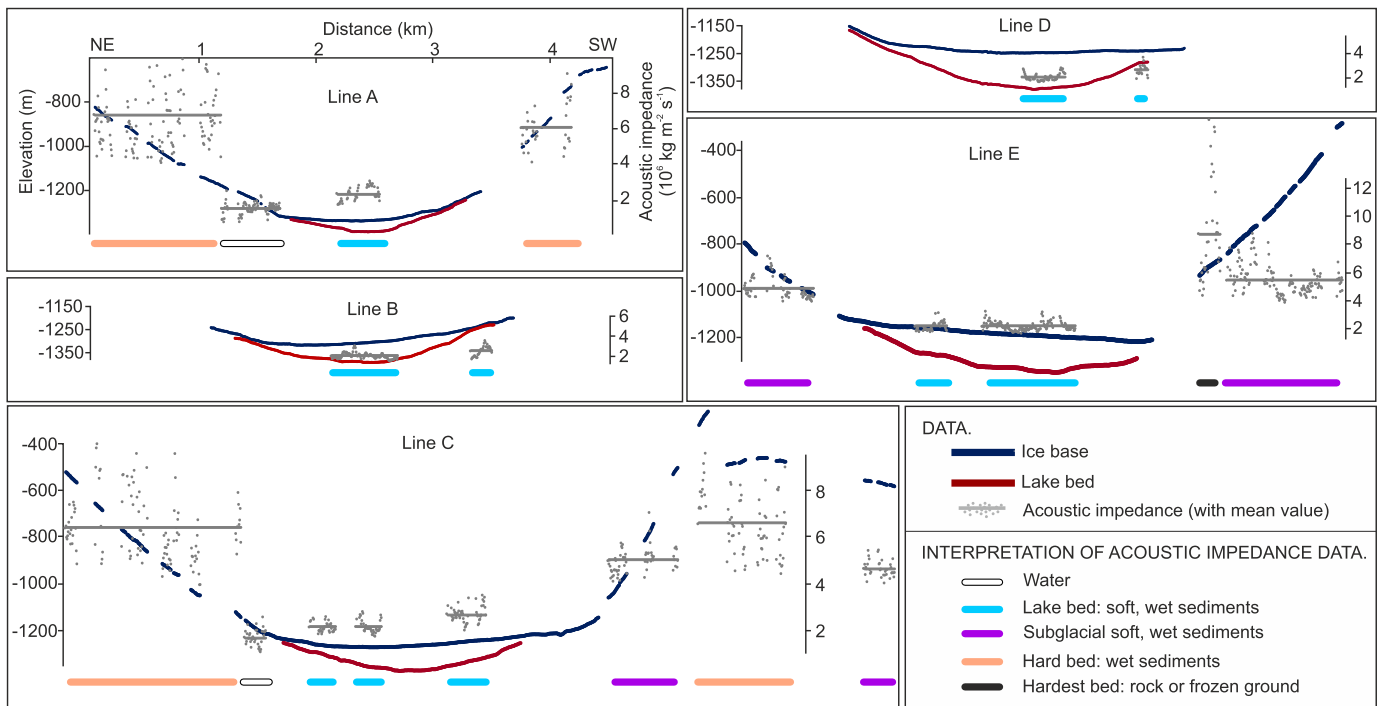 Distance (km)
NE
1
2
3
4
SW
Line A
Elevation (m)
-800
-1000
-1200
8
6
4
2
Acoustic impedance
(10⁶ kg m⁻² s⁻¹)
Line B
-1150
-1250
-1350
6
4
2
Line C
-400
-600
-800
-1000
-1200
8
6
4
2
Line D
-1150
-1250
-1350
4
2
Line E
-400
-600
-800
-1000
-1200
12
10
8
6
4
2
DATA.
Ice base
Lake bed
Acoustic impedance (with mean value)
INTERPRETATION OF ACOUSTIC IMPEDANCE DATA.
Water
Lake bed: soft, wet sediments
Subglacial soft, wet sediments
Hard bed: wet sediments
Hardest bed: rock or frozen ground